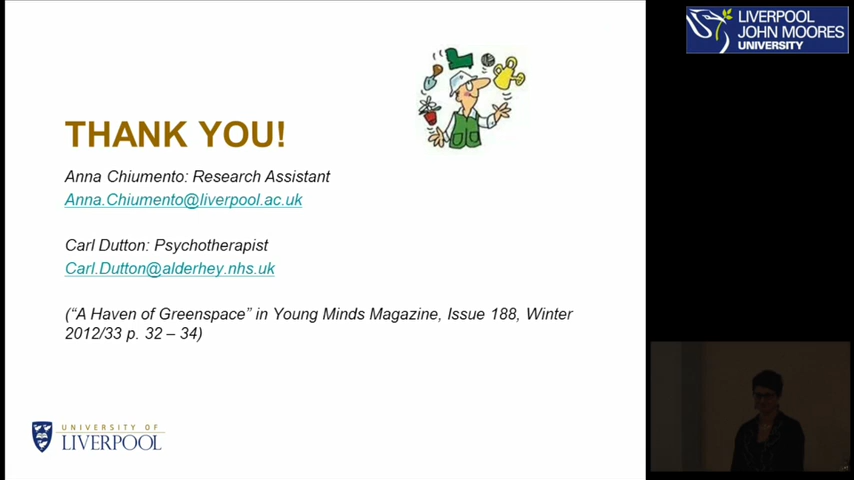 LIVERPOOL
JOHN MOORES
UNIVERSITY
THANK YOU!
Anna Chiumento: Research Assistant
Anna.Chiumento@liverpool.ac.uk
Carl Dutton: Psychotherapist
Carl.Dutton@alderhey.nhs.uk
(“A Haven of Greenspace” in Young Minds Magazine, Issue 188, Winter
2012/33 p. 32 – 34)
UNIVERSITY OF
LIVERPOOL